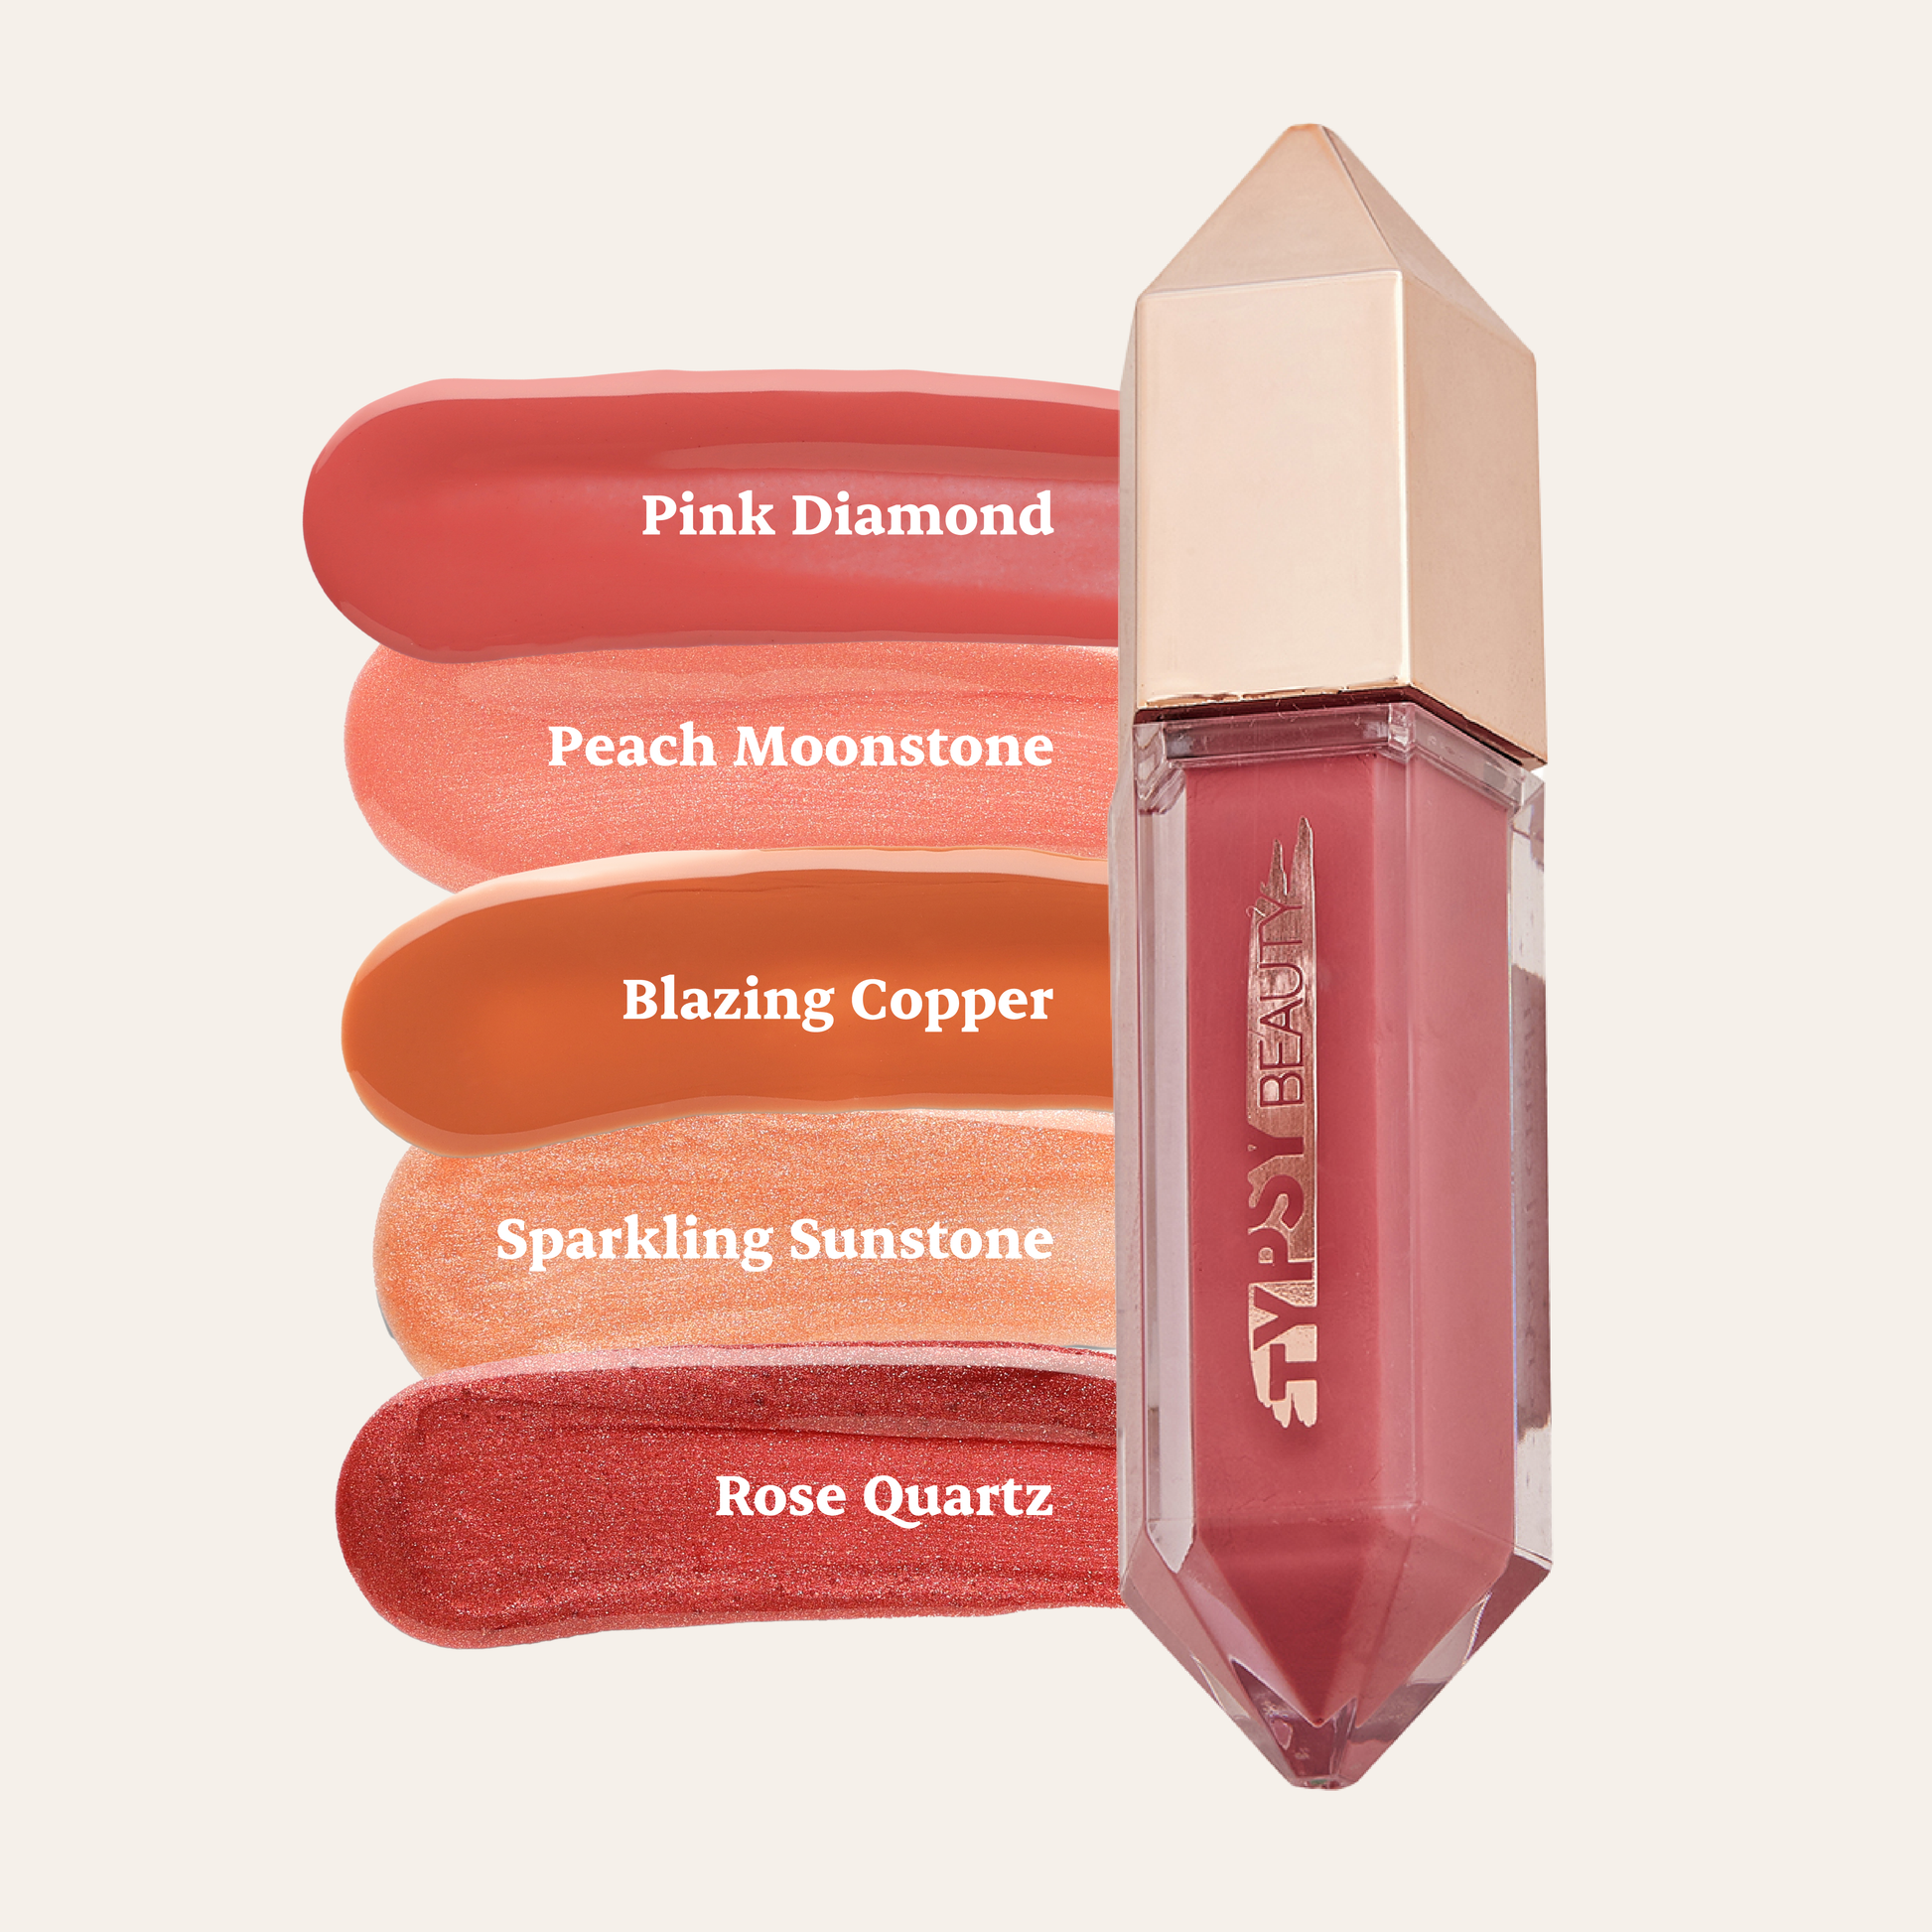 Pink Diamond
Peach Moonstone
Blazing Copper
Sparkling Sunstone
Rose Quartz
TYPSY BEAUTY